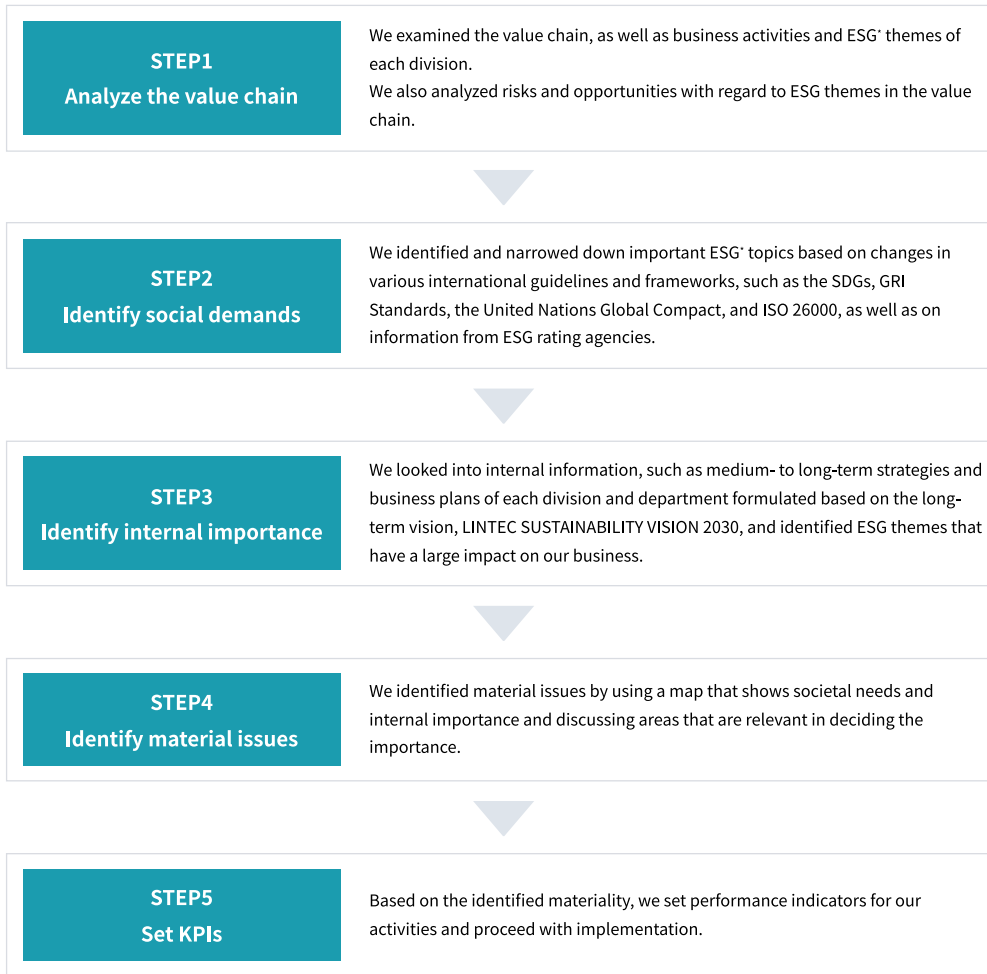 STEP1
Analyze the value chain
We examined the value chain, as well as business activities and ESG* themes of
each division.
We also analyzed risks and opportunities with regard to ESG themes in the value
chain.
STEP2
Identify social demands
We identified and narrowed down important ESG* topics based on changes in
various international guidelines and frameworks, such as the SDGs, GRI
Standards, the United Nations Global Compact, and ISO 26000, as well as on
information from ESG rating agencies.
STEP3
Identify internal importance
We looked into internal information, such as medium- to long-term strategies and
business plans of each division and department formulated based on the long-
term vision, LINTEC SUSTAINABILITY VISION 2030, and identified ESG themes that
have a large impact on our business.
STEP4
Identify material issues
We identified material issues by using a map that shows societal needs and
internal importance and discussing areas that are relevant in deciding the
importance.
STEP5
Set KPIs
Based on the identified materiality, we set performance indicators for our
activities and proceed with implementation.